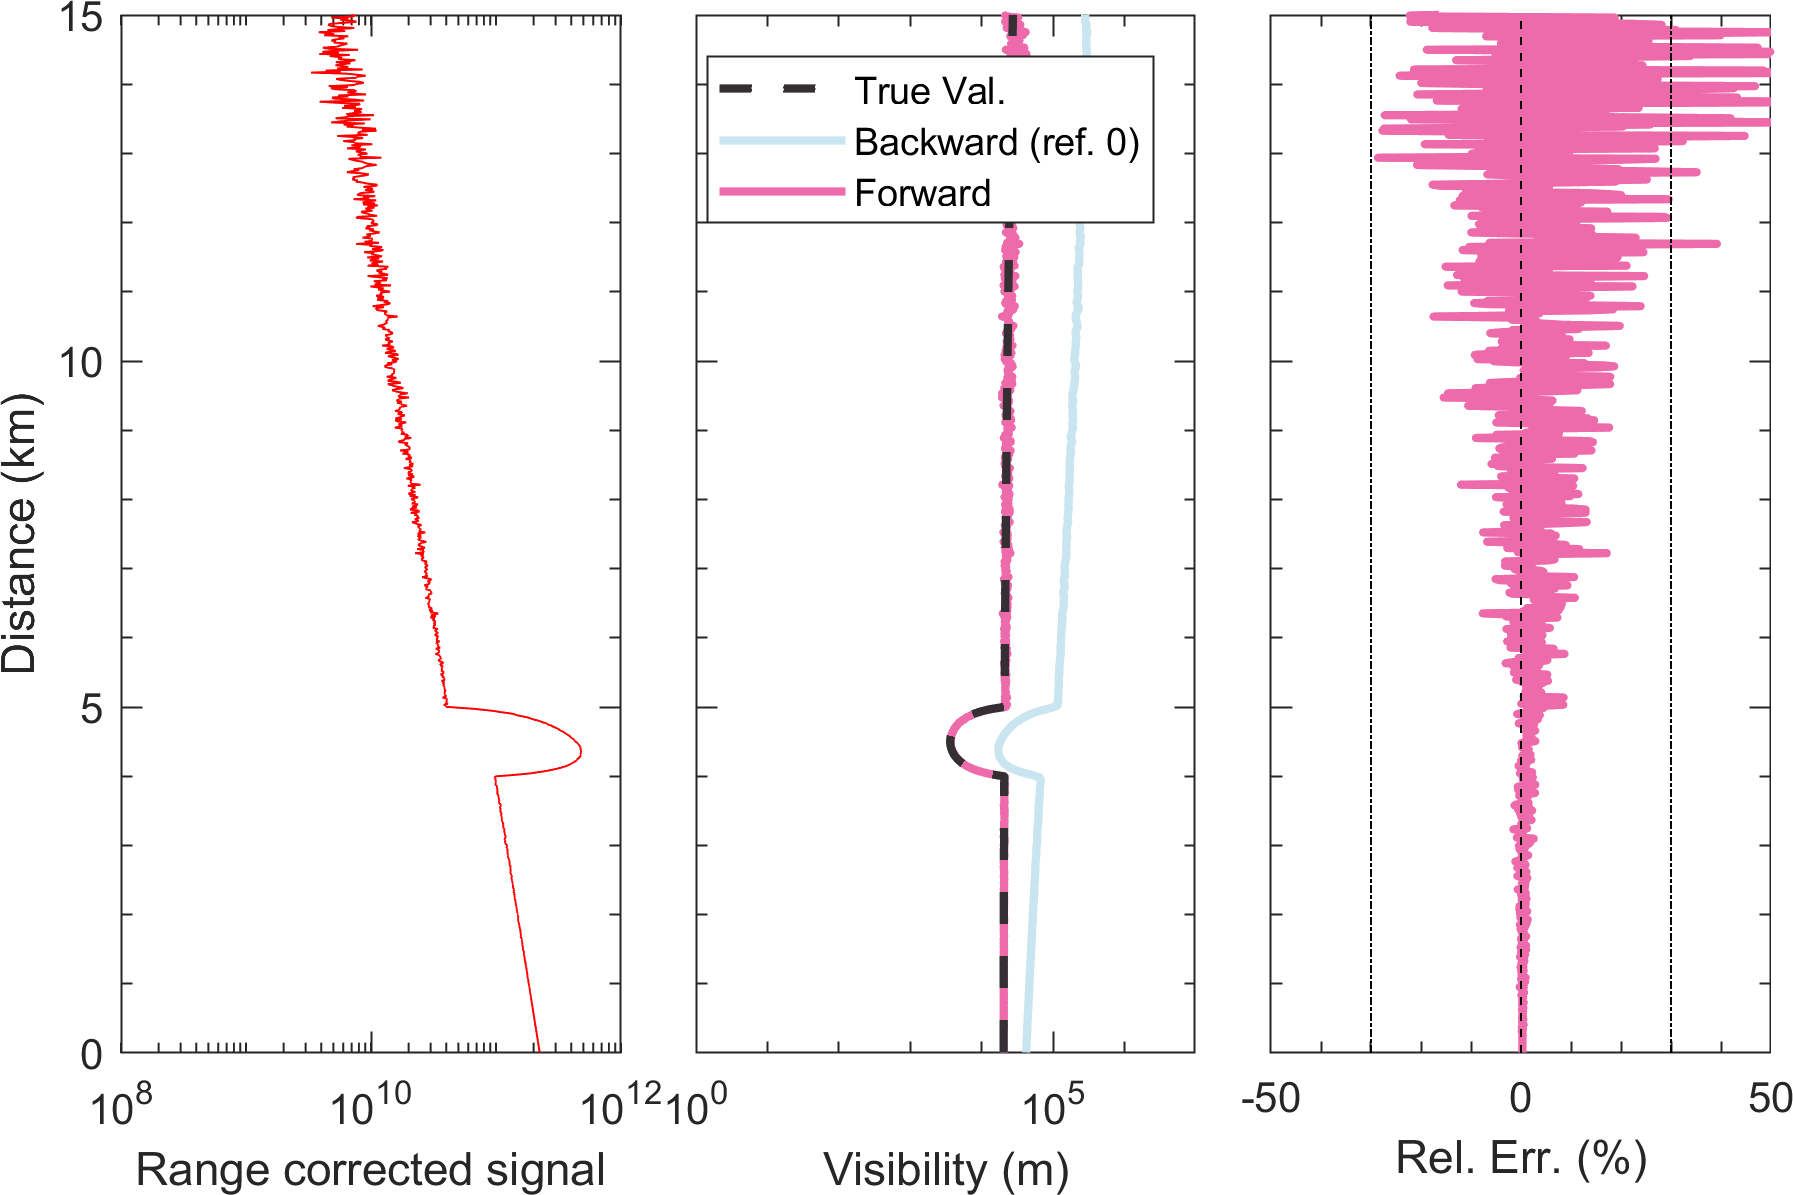 15
10
5
0
Distance (km)
10^8
10^10
10^12
Range corrected signal
True Val.
Backward (ref. 0)
Forward
10^0
10^5
Visibility (m)
-50
0
50
Rel. Err. (%)